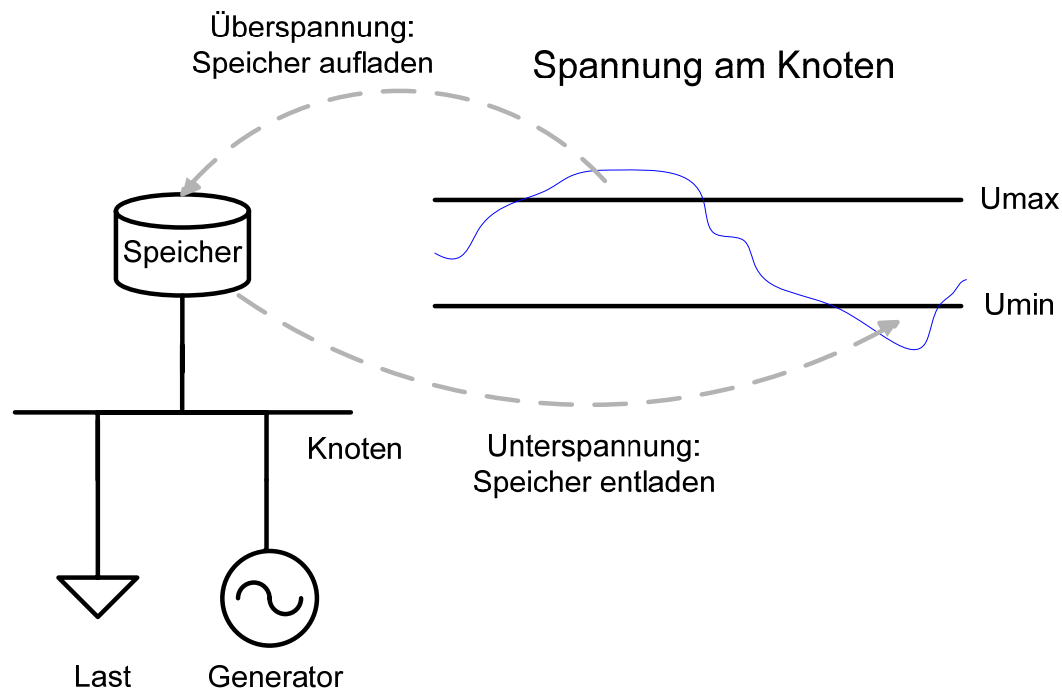 Überspannung:
Speicher aufladen
Spannung am Knoten
Umax
Speicher
Umin
Knoten
Unterspannung:
Speicher entladen
Last
Generator